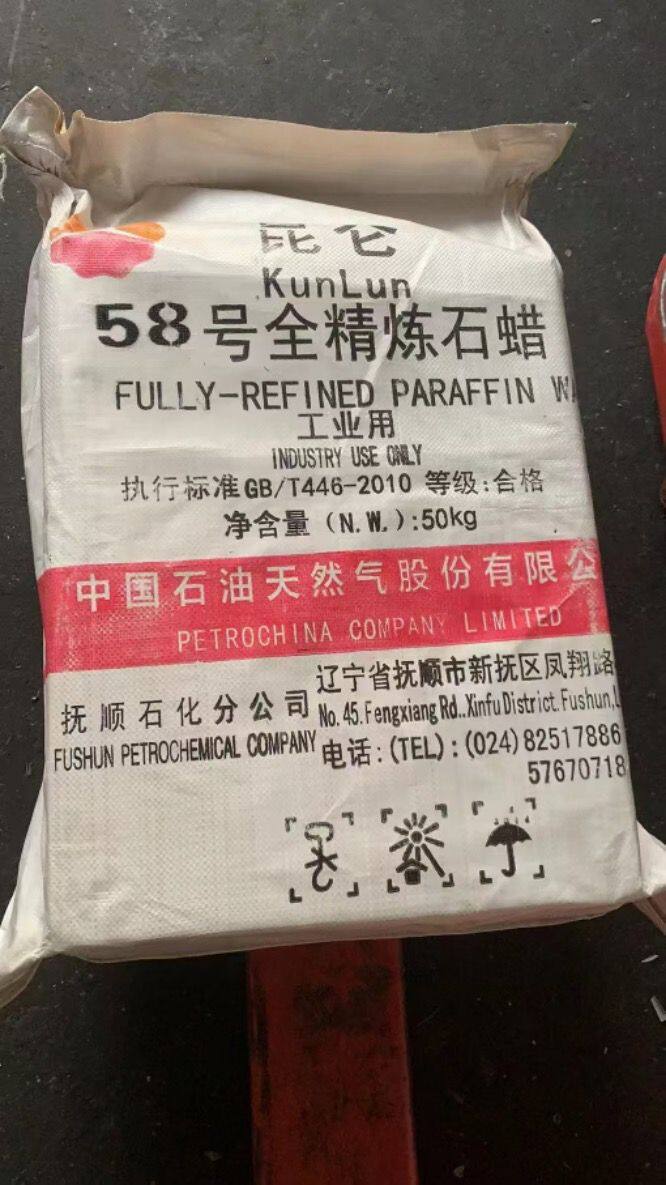 昆仑
KunLun
58号全精炼石蜡
FULLY-REFINED PARAFFIN
工业用
INDUSTRY USE ONLY
执行标准GB/T446-2010 等级:合格
净含量(N.W.):50kg
中国石油天然气股份有限公
PETROCHINA COMPANY LIMITED
抚顺石化分公司
FUSHUN PETROCHEMICAL COMPANY
辽宁省抚顺市新抚区凤翔路
No.45.Fengxiang Rd..Xinfu District.Fushun,L
电话:(TEL):(024)82517886
57670718